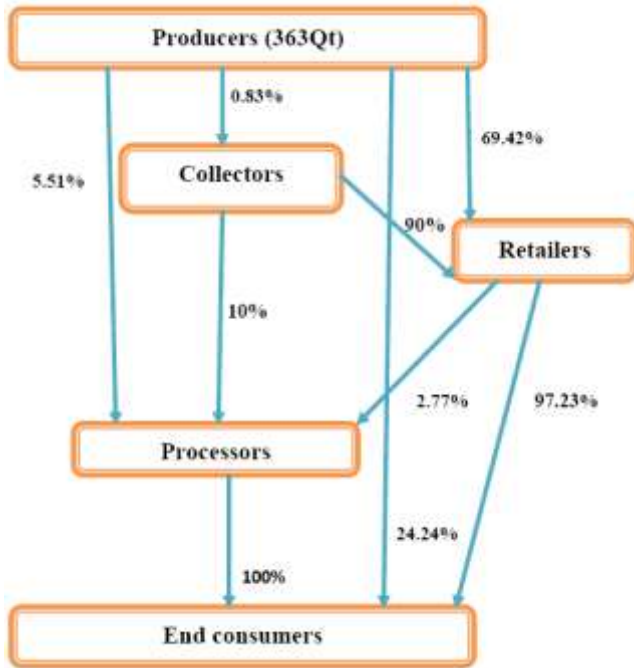 Producers (363Qt)
0.83%
69.42%
5.51%
Collectors
90%
Retailers
10%
2.77%
97.23%
Processors
24.24%
100%
End consumers